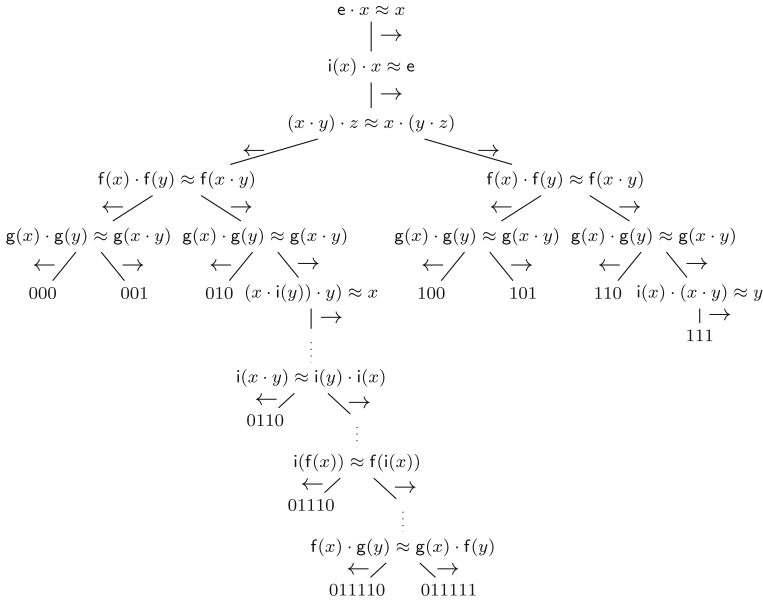 e · x ≈ x
→
i(x) · x ≈ e
→
(x · y) · z ≈ x · (y · z)
← →
f(x) · f(y) ≈ f(x · y) f(x) · f(y) ≈ f(x · y)
← → ← →
g(x) · g(y) ≈ g(x · y) g(x) · g(y) ≈ g(x · y) g(x) · g(y) ≈ g(x · y) g(x) · g(y) ≈ g(x · y)
← → ← → ← → ← →
000 001 010 (x · i(y)) · y) ≈ x 100 101 110 i(x) · (x · y) ≈ y
→ →
111
⋮
i(x · y) ≈ i(y) · i(x)
← →
0110
⋮
i(f(x)) ≈ f(i(x))
← →
01110
⋮
f(x) · g(y) ≈ g(x) · f(y)
← →
011110 011111